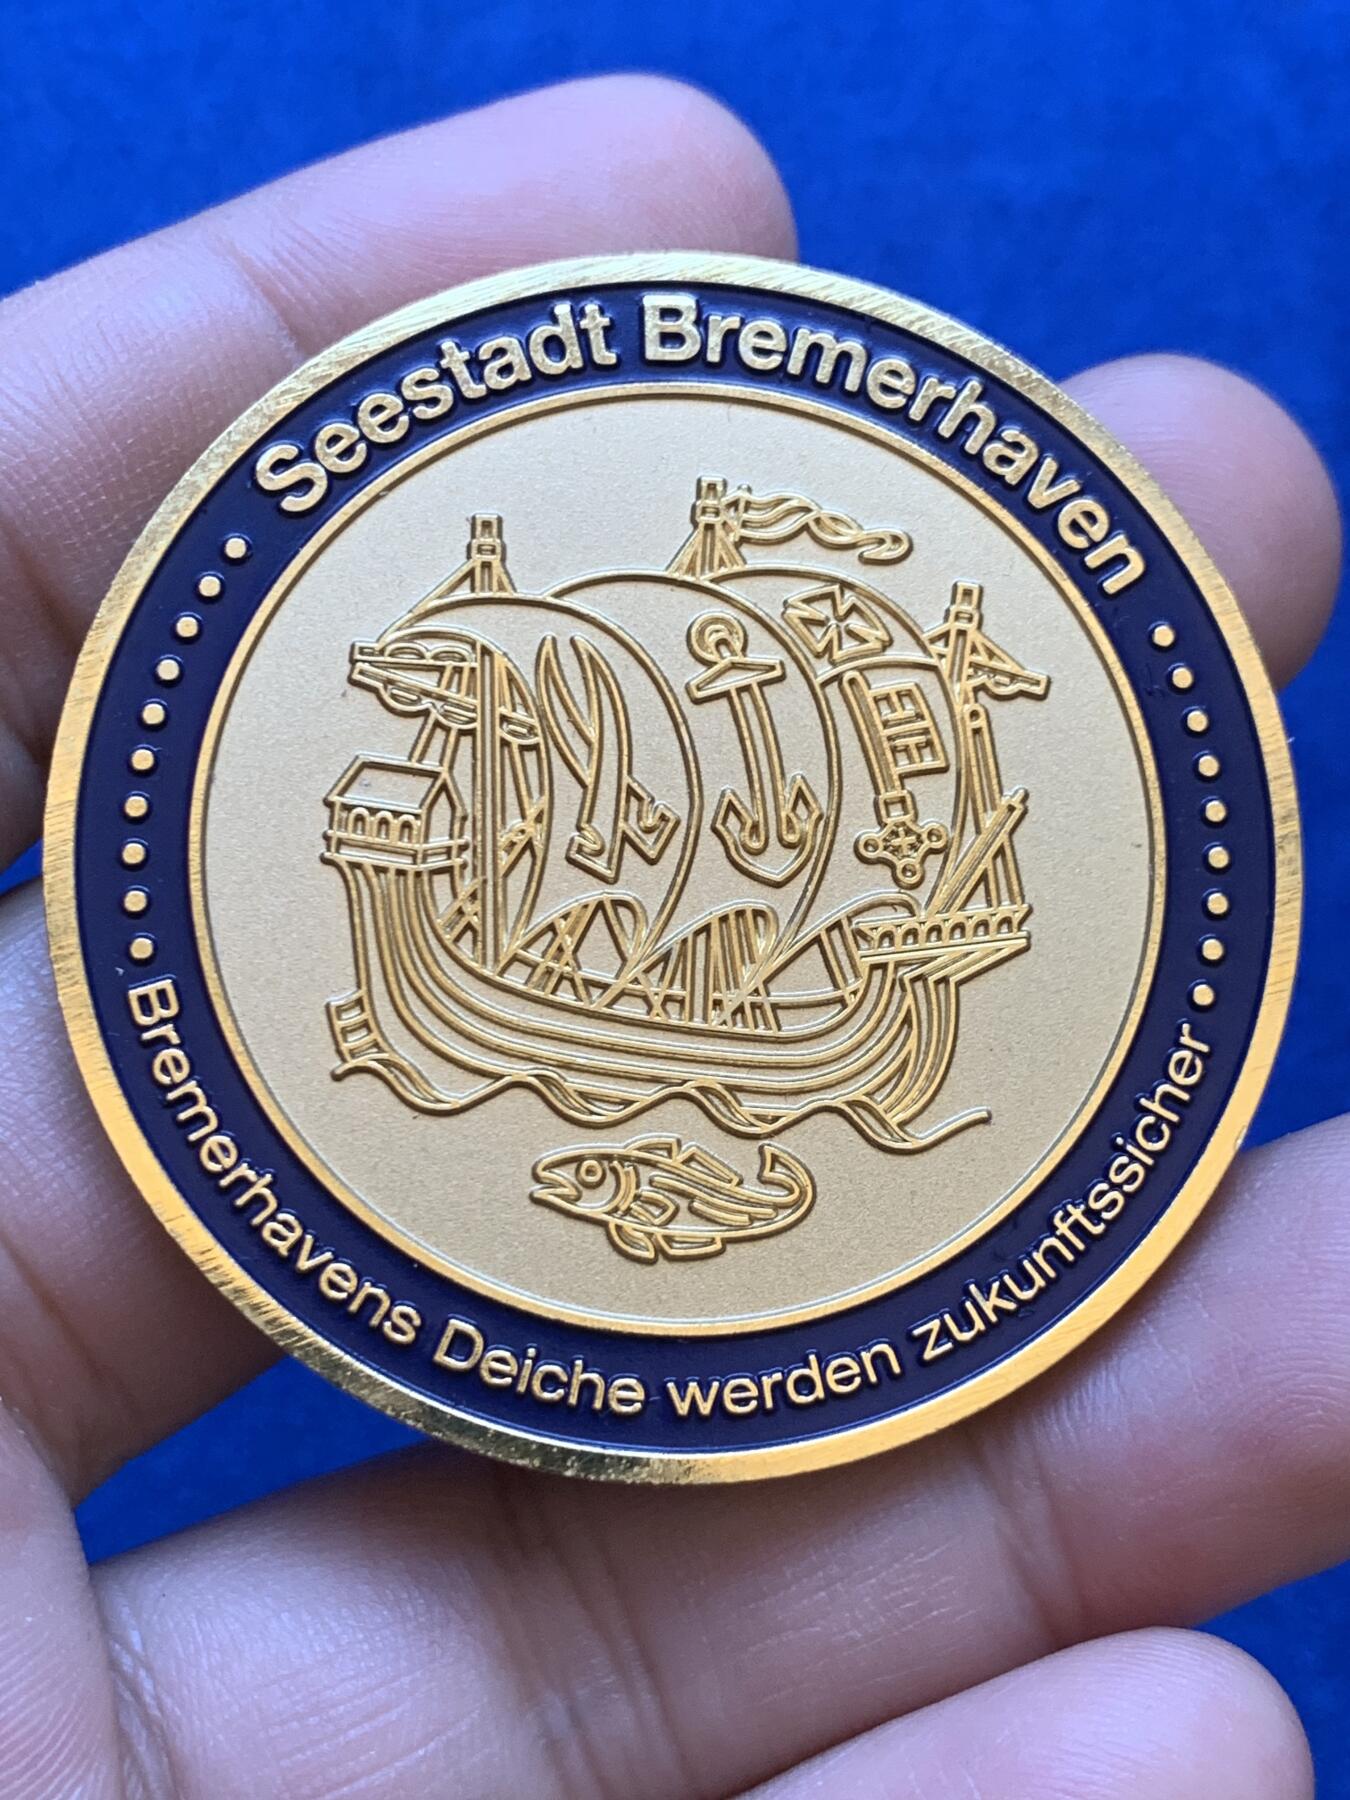 Seestadt Bremerhaven
Bremerhavens Deiche werden zukunftssicher